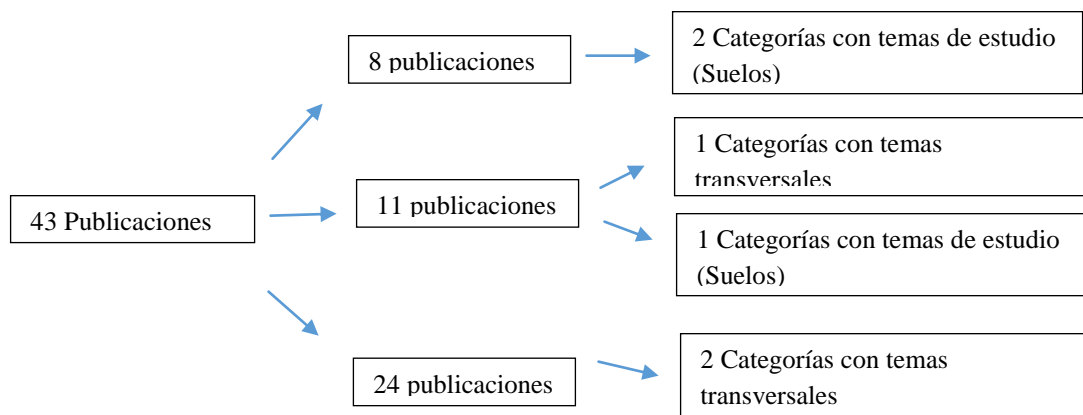 43 Publicaciones
8 publicaciones
2 Categorías con temas de estudio
(Suelos)
11 publicaciones
1 Categorías con temas
transversales
1 Categorías con temas de estudio
(Suelos)
24 publicaciones
2 Categorías con temas
transversales